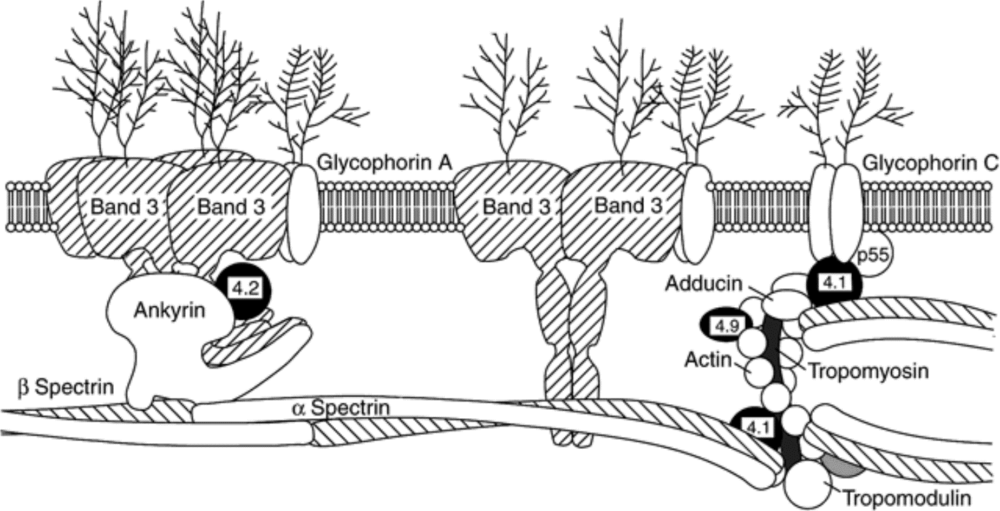 Glycophorin A
Glycophorin C
Band 3
Band 3
Band 3
Band 3
p55
4.2
4.1
Adducin
Ankyrin
4.9
Actin
Tropomyosin
β Spectrin
α Spectrin
4.1
Tropomodulin